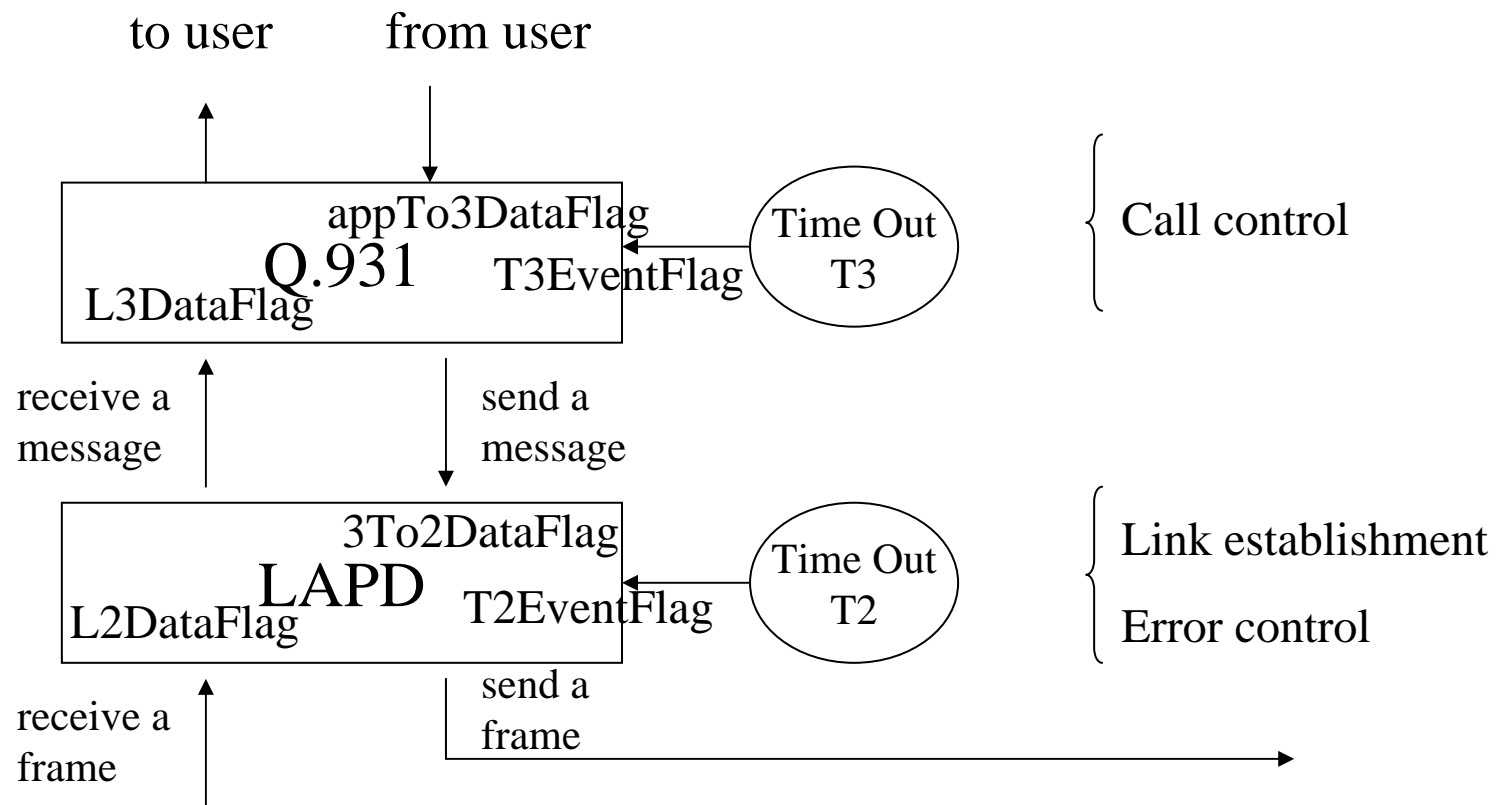 to user
from user
appTo3DataFlag
Q.931
T3EventFlag
L3DataFlag
Time Out
T3
Call control
receive a
message
send a
message
3To2DataFlag
LAPD
T2EventFlag
L2DataFlag
Time Out
T2
Link establishment
Error control
receive a
frame
send a
frame